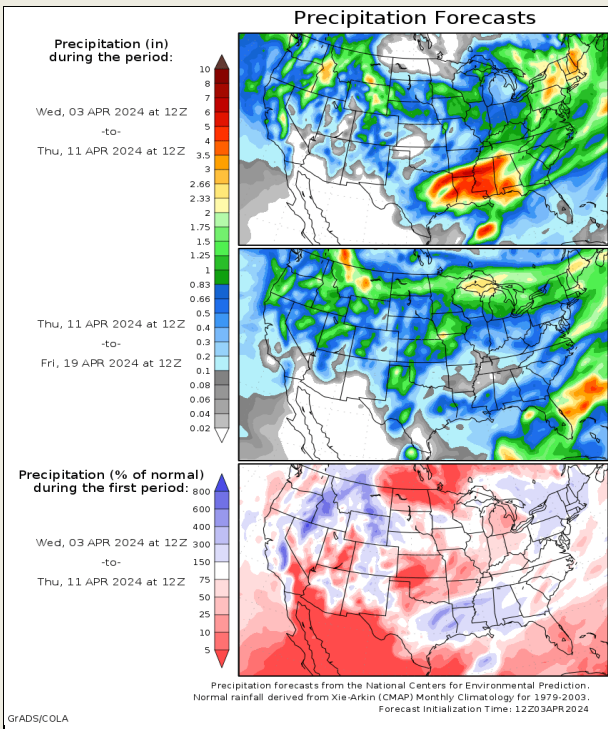 Precipitation Forecasts
Precipitation (in)
during the period:
Wed, 03 APR 2024 at 12Z
-to-
Thu, 11 APR 2024 at 12Z
10
8
7
6
5
4
3.5
3
2.66
2.33
2
1.75
1.5
1.25
1
0.83
0.66
0.5
0.4
0.3
0.2
0.1
0.08
0.06
0.04
0.02
Thu, 11 APR 2024 at 12Z
-to-
Fri, 19 APR 2024 at 12Z
Precipitation (% of normal)
during the first period:
Wed, 03 APR 2024 at 12Z
-to-
Thu, 11 APR 2024 at 12Z
800
600
400
300
150
75
50
25
10
5
Precipitation forecasts from the National Centers for Environmental Prediction.
Normal rainfall derived from Xie-Arkin (CMAP) Monthly Climatology for 1979-2003.
Forecast Initialization Time: 12Z03APR2024
GrADS/COLA